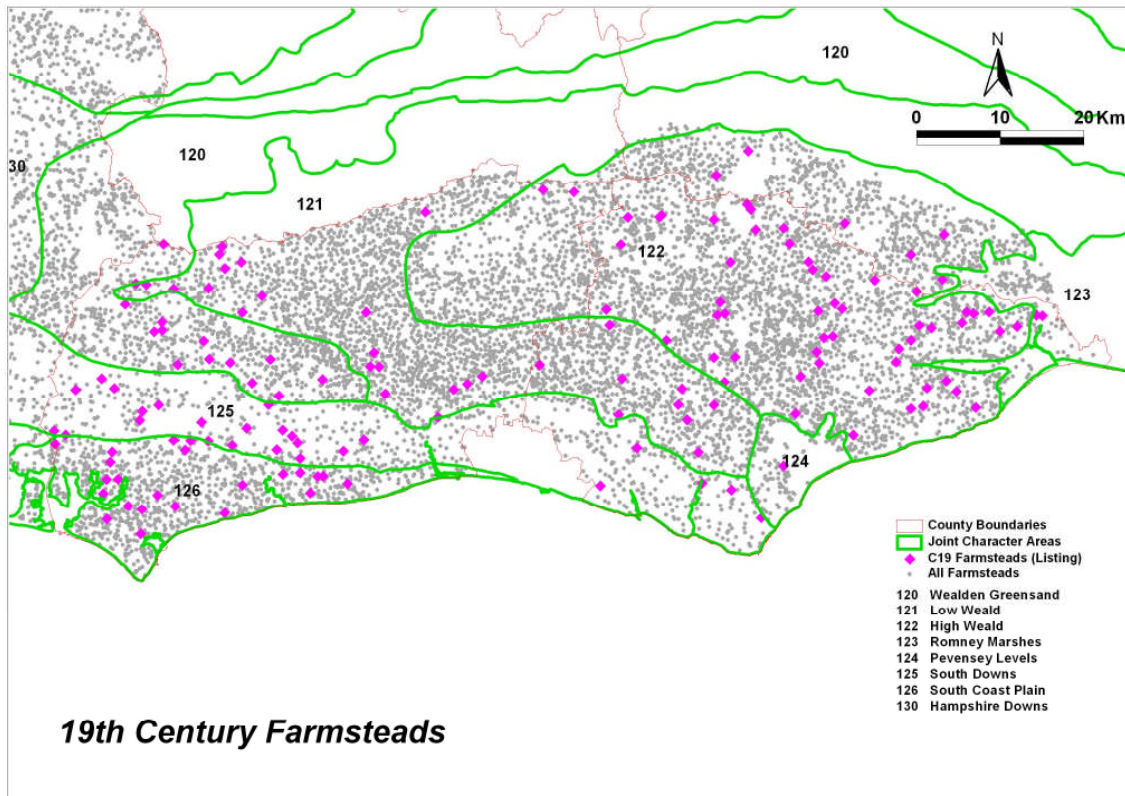 120
N
0 10 20 Km
120
30
121
122
123
125
124
126
County Boundaries
Joint Character Areas
C19 Farmsteads (Listing)
All Farmsteads
120 Wealden Greensand
121 Low Weald
122 High Weald
123 Romney Marshes
124 Pevensey Levels
125 South Downs
126 South Coast Plain
130 Hampshire Downs
19th Century Farmsteads